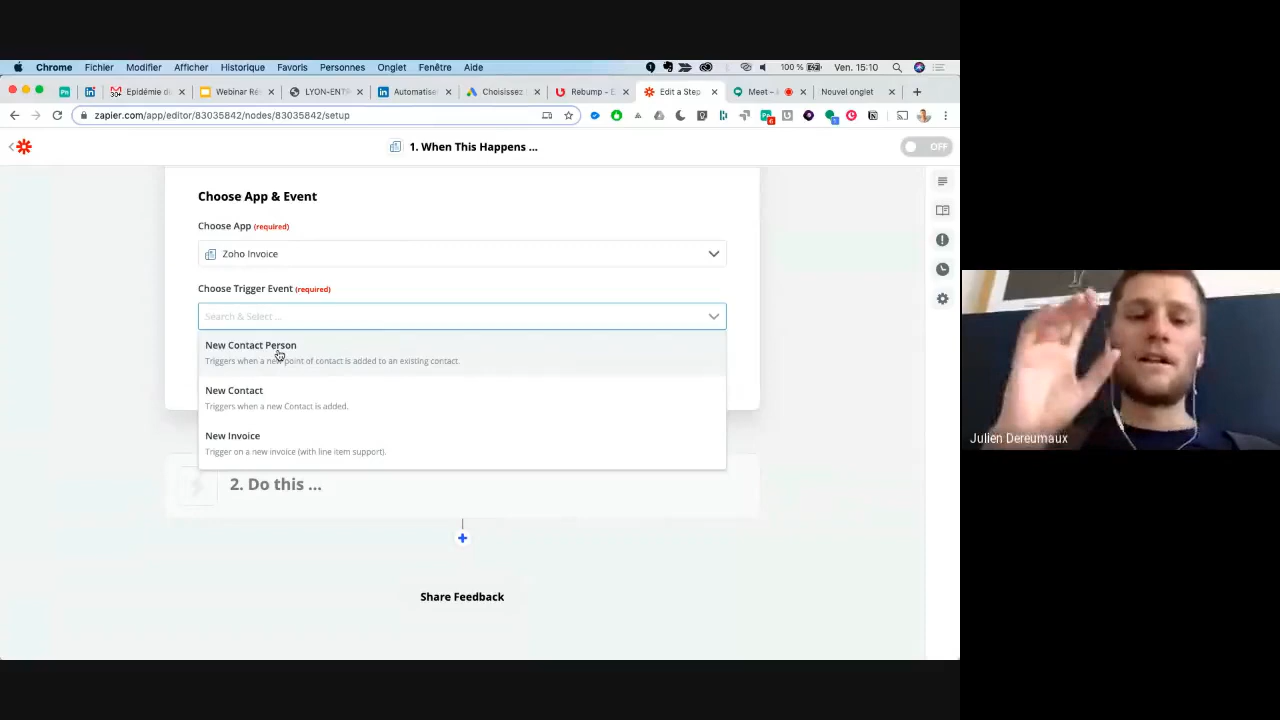 Chrome Fichier Modifier Afficher Historique Favoris Personnes Onglet Fenêtre Aide 100 % Ven. 15:10
Epidémie d 30+ Webinar Ré LYON-ENTR Automatise Choisissez Rebump - E Edit a Step Meet – Nouvel onglet
zapier.com/app/editor/83035842/nodes/83035842/setup
1. When This Happens ...
OFF
Choose App & Event
Choose App (required)
Zoho Invoice
Choose Trigger Event (required)
Search & Select ...
New Contact Person
Triggers when a new point of contact is added to an existing contact.
New Contact
Triggers when a new Contact is added.
New Invoice
Trigger on a new invoice (with line item support).
2. Do this ...
Share Feedback
Julien Dereumaux